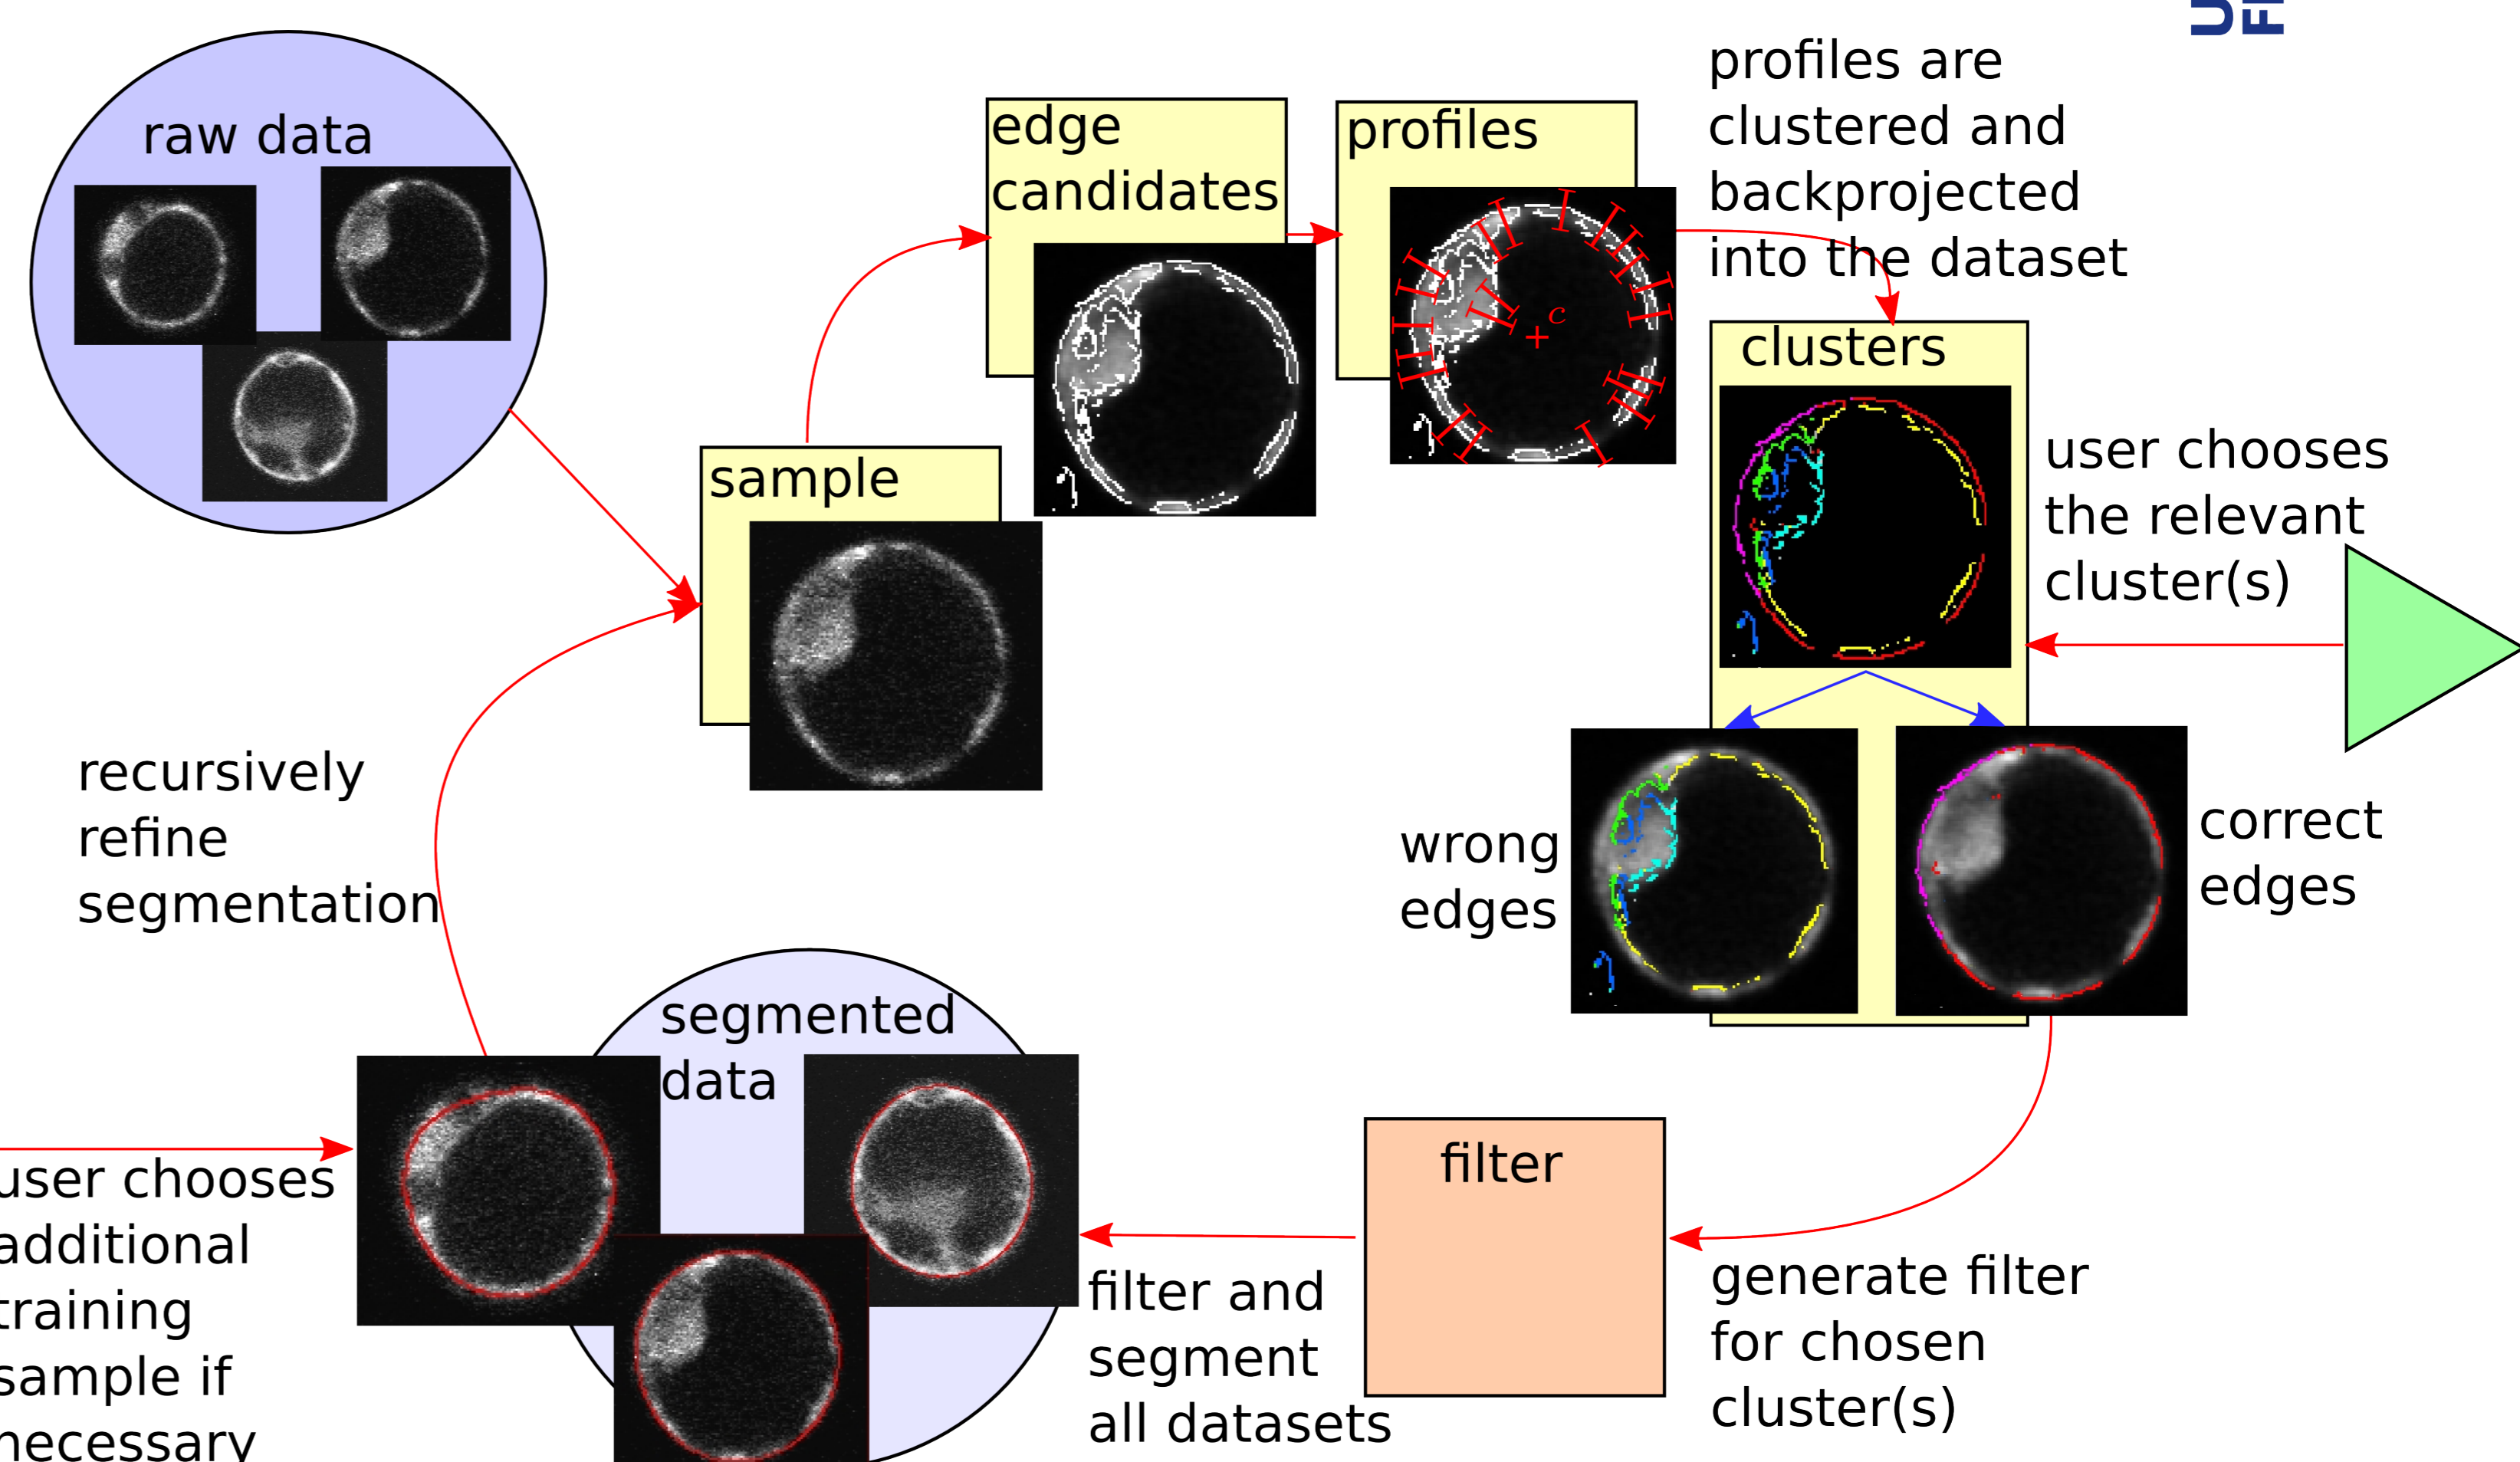 U
raw data
edge
candidates
profiles
profiles are
clustered and
backprojected
into the dataset
c
clusters
sample
user chooses
the relevant
cluster(s)
recursively
refine
segmentation
wrong
edges
correct
edges
segmented
data
user chooses
additional
training
sample if
necessary
filter
filter and
segment
all datasets
generate filter
for chosen
cluster(s)